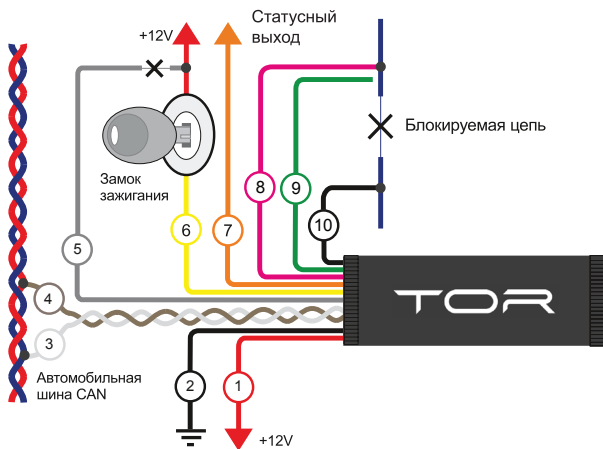 Статусный
выход
+12V
Блокируемая цепь
Замок
зажигания
8
9
10
6
7
5
4
3
TOR
Автомобильная
шина CAN
2
1
+12V